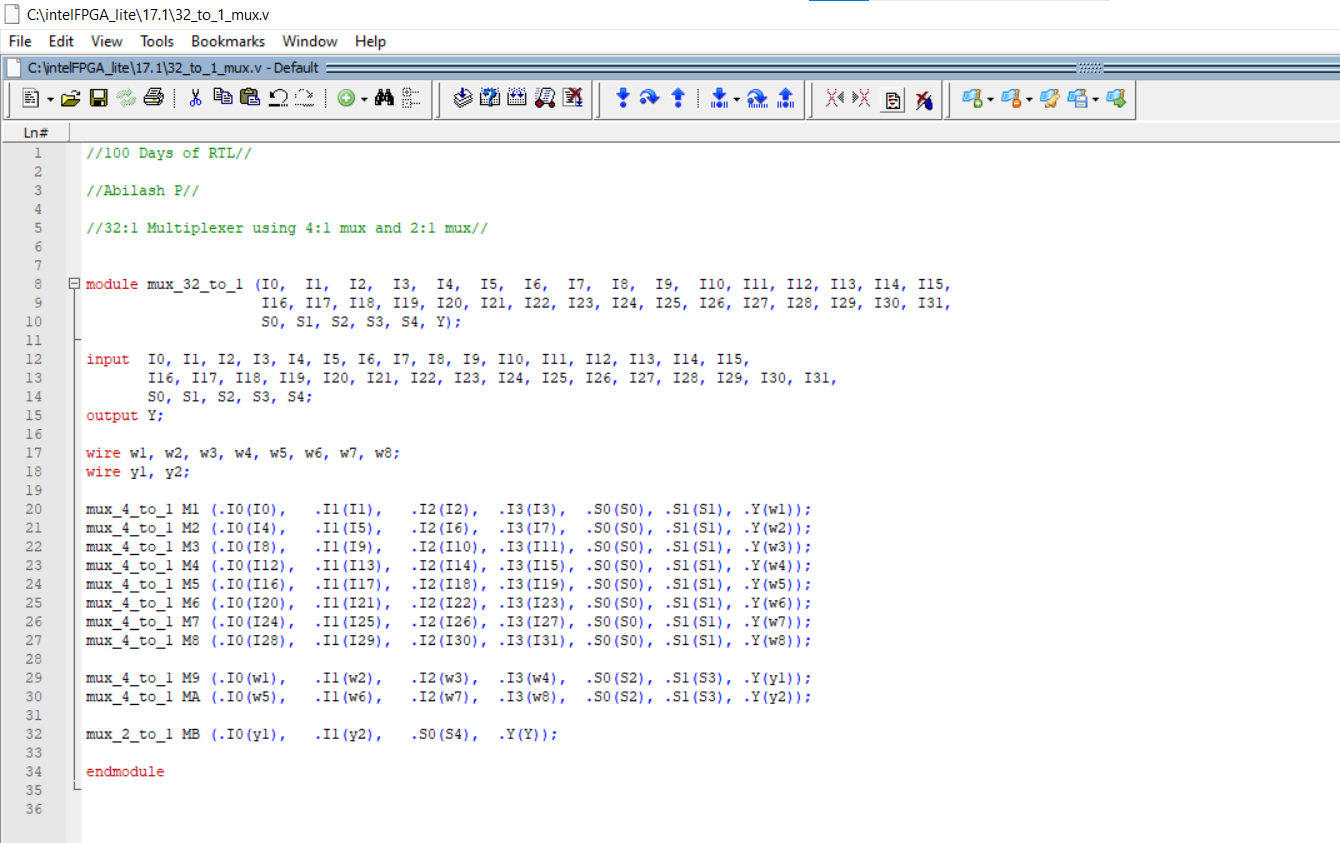 C:\intelFPGA_lite\17.1\32_to_1_mux.v
File Edit View Tools Bookmarks Window Help
C:\intelFPGA_lite\17.1\32_to_1_mux.v - Default
Ln#
1 //100 Days of RTL//
2
3 //Abilash P//
4
5 //32:1 Multiplexer using 4:1 mux and 2:1 mux//
6
7
8 module mux_32_to_1 (I0, I1, I2, I3, I4, I5, I6, I7, I8, I9, I10, I11, I12, I13, I14, I15,
9 I16, I17, I18, I19, I20, I21, I22, I23, I24, I25, I26, I27, I28, I29, I30, I31,
10 S0, S1, S2, S3, S4, Y);
11
12 input I0, I1, I2, I3, I4, I5, I6, I7, I8, I9, I10, I11, I12, I13, I14, I15,
13 I16, I17, I18, I19, I20, I21, I22, I23, I24, I25, I26, I27, I28, I29, I30, I31,
14 S0, S1, S2, S3, S4;
15 output Y;
16
17 wire w1, w2, w3, w4, w5, w6, w7, w8;
18 wire y1, y2;
19
20 mux_4_to_1 M1 (.I0(I0), .I1(I1), .I2(I2), .I3(I3), .S0(S0), .S1(S1), .Y(w1));
21 mux_4_to_1 M2 (.I0(I4), .I1(I5), .I2(I6), .I3(I7), .S0(S0), .S1(S1), .Y(w2));
22 mux_4_to_1 M3 (.I0(I8), .I1(I9), .I2(I10), .I3(I11), .S0(S0), .S1(S1), .Y(w3));
23 mux_4_to_1 M4 (.I0(I12), .I1(I13), .I2(I14), .I3(I15), .S0(S0), .S1(S1), .Y(w4));
24 mux_4_to_1 M5 (.I0(I16), .I1(I17), .I2(I18), .I3(I19), .S0(S0), .S1(S1), .Y(w5));
25 mux_4_to_1 M6 (.I0(I20), .I1(I21), .I2(I22), .I3(I23), .S0(S0), .S1(S1), .Y(w6));
26 mux_4_to_1 M7 (.I0(I24), .I1(I25), .I2(I26), .I3(I27), .S0(S0), .S1(S1), .Y(w7));
27 mux_4_to_1 M8 (.I0(I28), .I1(I29), .I2(I30), .I3(I31), .S0(S0), .S1(S1), .Y(w8));
28
29 mux_4_to_1 M9 (.I0(w1), .I1(w2), .I2(w3), .I3(w4), .S0(S2), .S1(S3), .Y(y1));
30 mux_4_to_1 MA (.I0(w5), .I1(w6), .I2(w7), .I3(w8), .S0(S2), .S1(S3), .Y(y2));
31
32 mux_2_to_1 MB (.I0(y1), .I1(y2), .S0(S4), .Y(Y));
33
34 endmodule
35
36